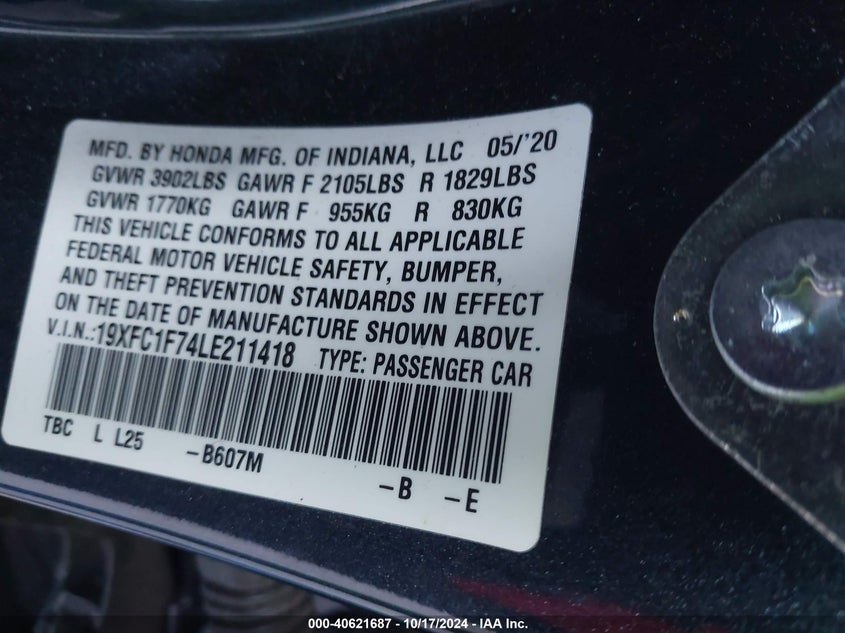 MFD. BY HONDA MFG. OF INDIANA, LLC 05/'20
GVWR 3902LBS GAWR F 2105LBS R 1829LBS
GVWR 1770KG GAWR F 955KG R 830KG
THIS VEHICLE CONFORMS TO ALL APPLICABLE
FEDERAL MOTOR VEHICLE SAFETY, BUMPER,
AND THEFT PREVENTION STANDARDS IN EFFECT
ON THE DATE OF MANUFACTURE SHOWN ABOVE.
V.I.N.:19XFC1F74LE211418 TYPE: PASSENGER CAR
TBC L L25 -B607M -B -E
000-40621687 - 10/17/2024 - IAA Inc.